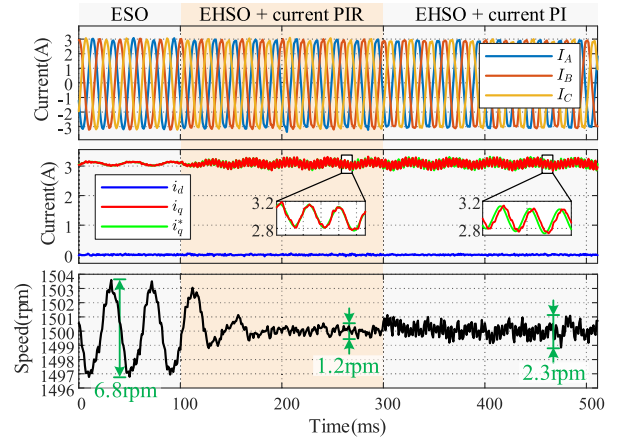 ESO EHSO + current PIR EHSO + current PI
Current(A)
3
2
1
0
-1
-2
-3
I_A
I_B
I_C
Current(A)
3
2
1
0
i_d
i_q
i_q^*
3.2
2.8
3.2
2.8
Speed(rpm)
1504
1503
1502
1501
1500
1499
1498
1497
1496
6.8rpm
1.2rpm
2.3rpm
0 100 200 300 400 500
Time(ms)